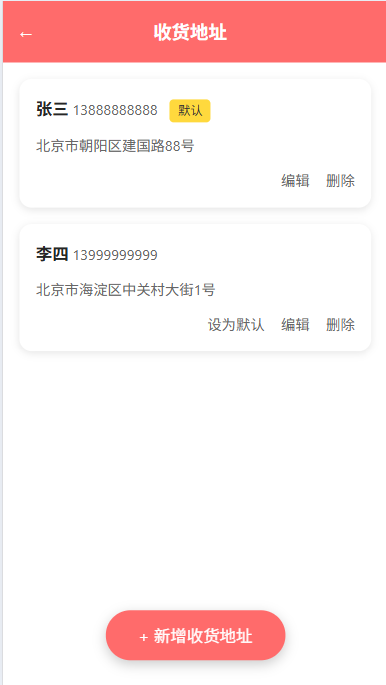 ← 收货地址
张三 13888888888 默认
北京市朝阳区建国路88号
编辑 删除
李四 13999999999
北京市海淀区中关村大街1号
设为默认 编辑 删除
+ 新增收货地址